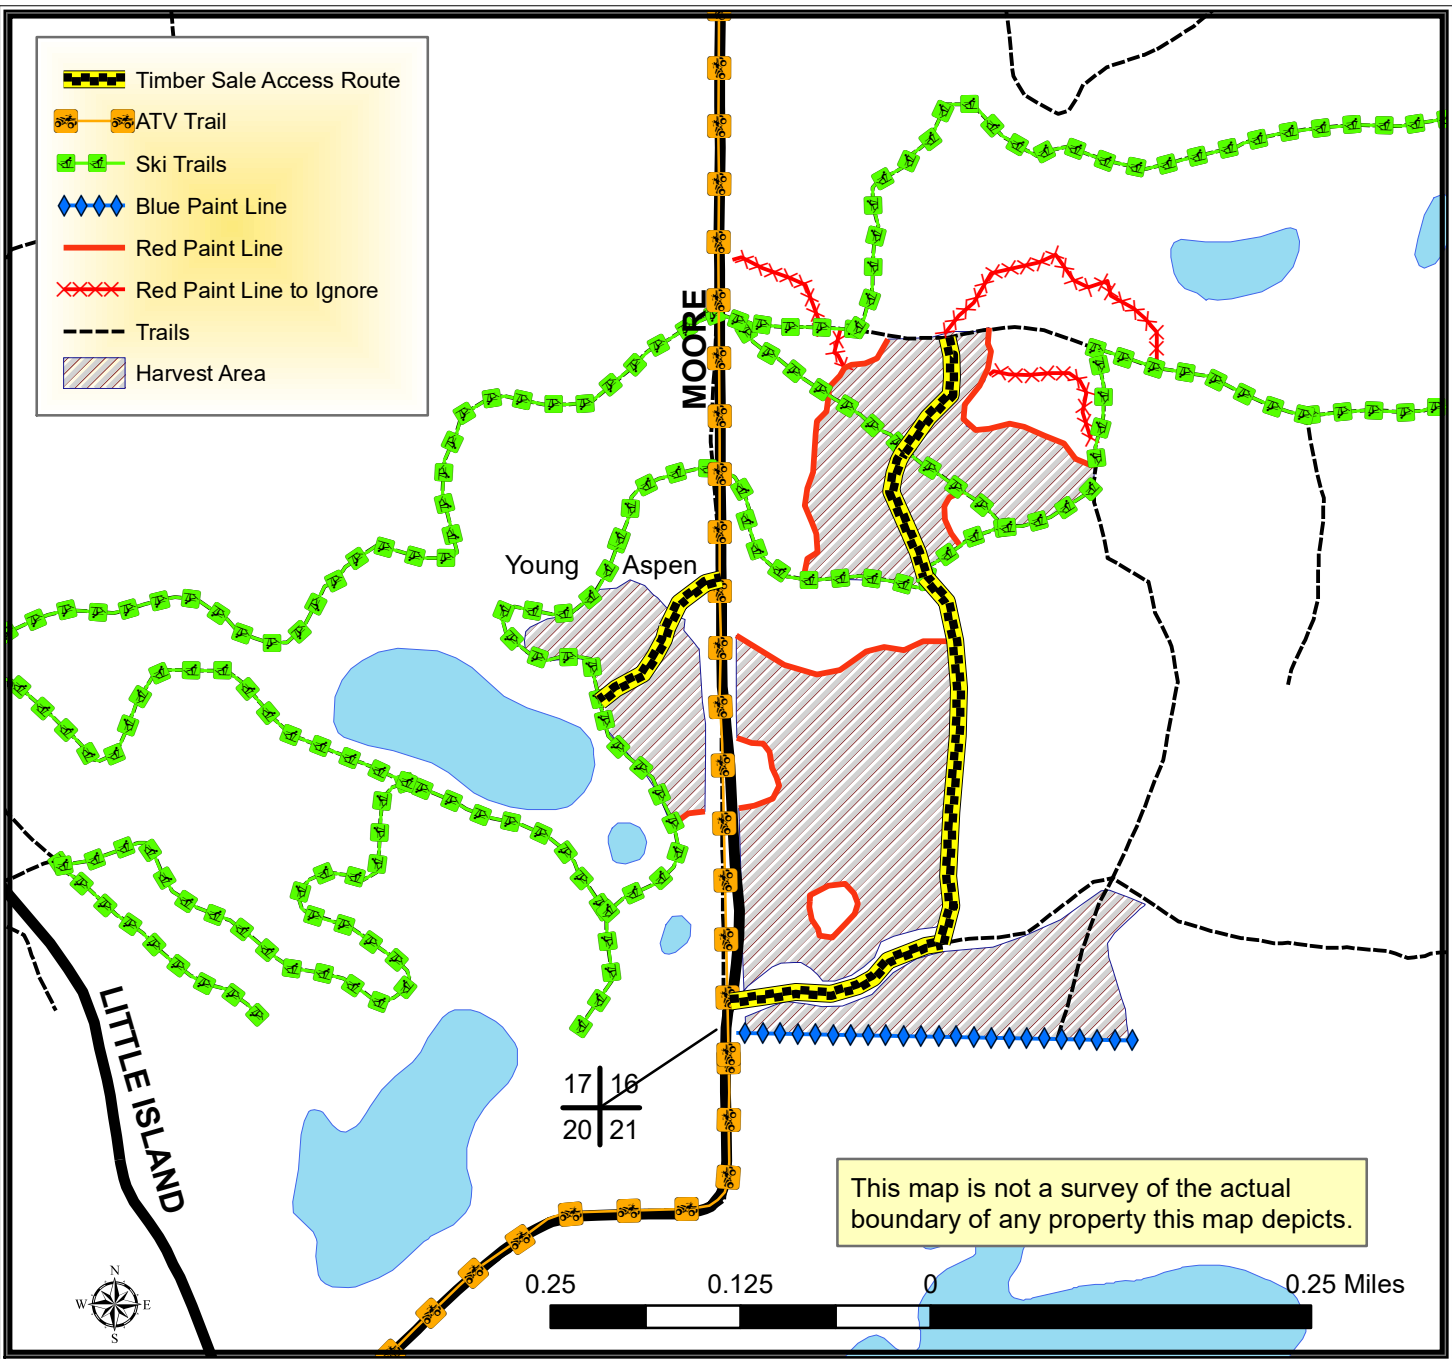 Timber Sale Access Route
ATV Trail
Ski Trails
Blue Paint Line
Red Paint Line
Red Paint Line to Ignore
Trails
Harvest Area
MOORE
Young Aspen
LITTLE ISLAND
17 16
20 21
This map is not a survey of the actual
boundary of any property this map depicts.
N
W E
S
0.25 0.125 0 0.25 Miles